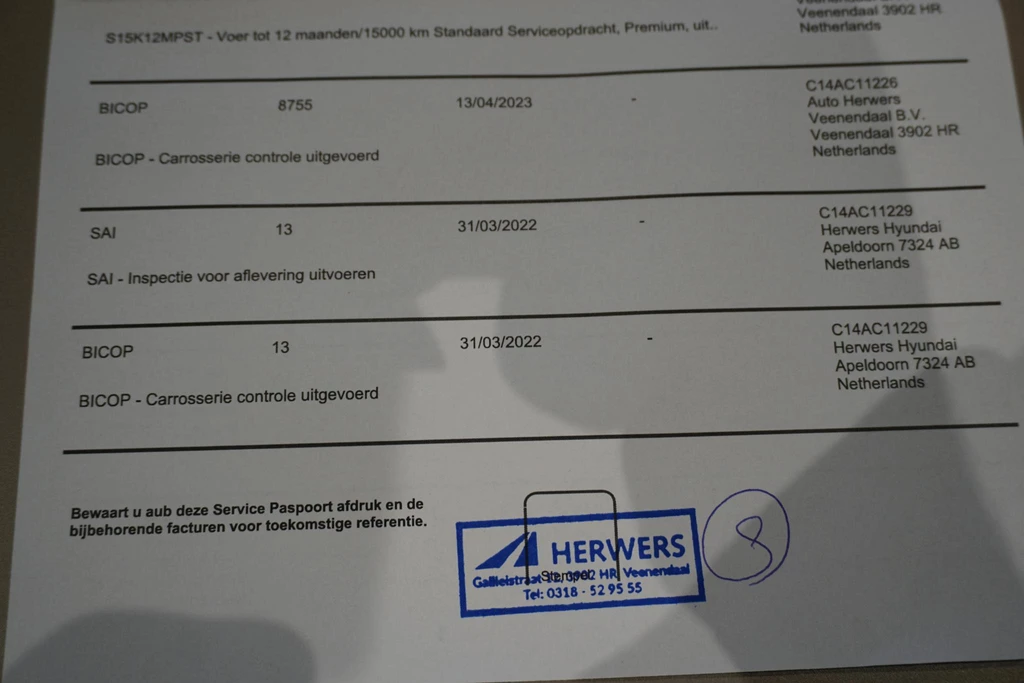 Veenendaal 3902 HR
Netherlands
S15K12MPST - Voer tot 12 maanden/15000 km Standaard Serviceopdracht, Premium, uit..
BICOP 8755 13/04/2023 - C14AC11226
Auto Herwers
Veenendaal B.V.
Veenendaal 3902 HR
Netherlands
BICOP - Carrosserie controle uitgevoerd
SAI 13 31/03/2022 - C14AC11229
Herwers Hyundai
Apeldoorn 7324 AB
Netherlands
SAI - Inspectie voor aflevering uitvoeren
BICOP 13 31/03/2022 - C14AC11229
Herwers Hyundai
Apeldoorn 7324 AB
Netherlands
BICOP - Carrosserie controle uitgevoerd
Bewaart u aub deze Service Paspoort afdruk en de
bijbehorende facturen voor toekomstige referentie.
HERWERS
Stempel
3902 HR Veenendaal
Tel: 0318 - 52 95 55
8